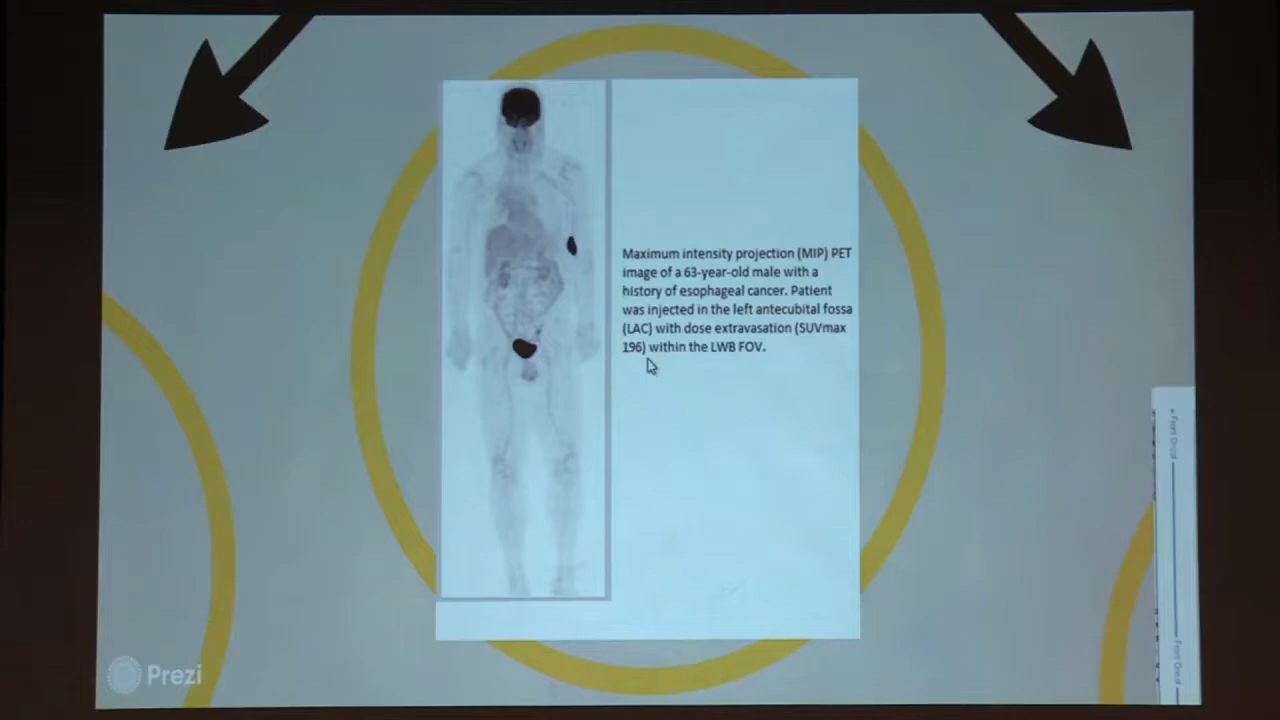 Maximum intensity projection (MIP) PET
image of a 63-year-old male with a
history of esophageal cancer. Patient
was injected in the left antecubital fossa
(LAC) with dose extravasation (SUVmax
196) within the LWB FOV.
Prezi